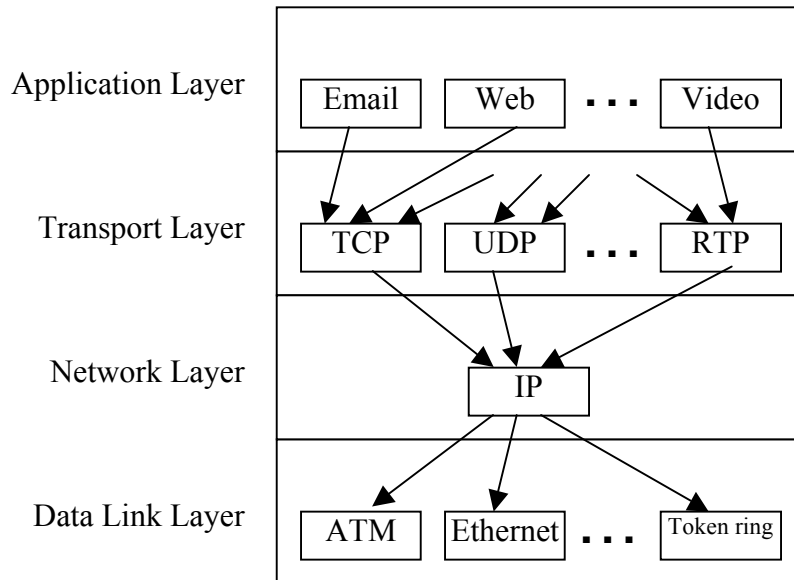 Application Layer
Email Web ... Video
Transport Layer
TCP UDP ... RTP
Network Layer
IP
Data Link Layer
ATM Ethernet ... Token ring